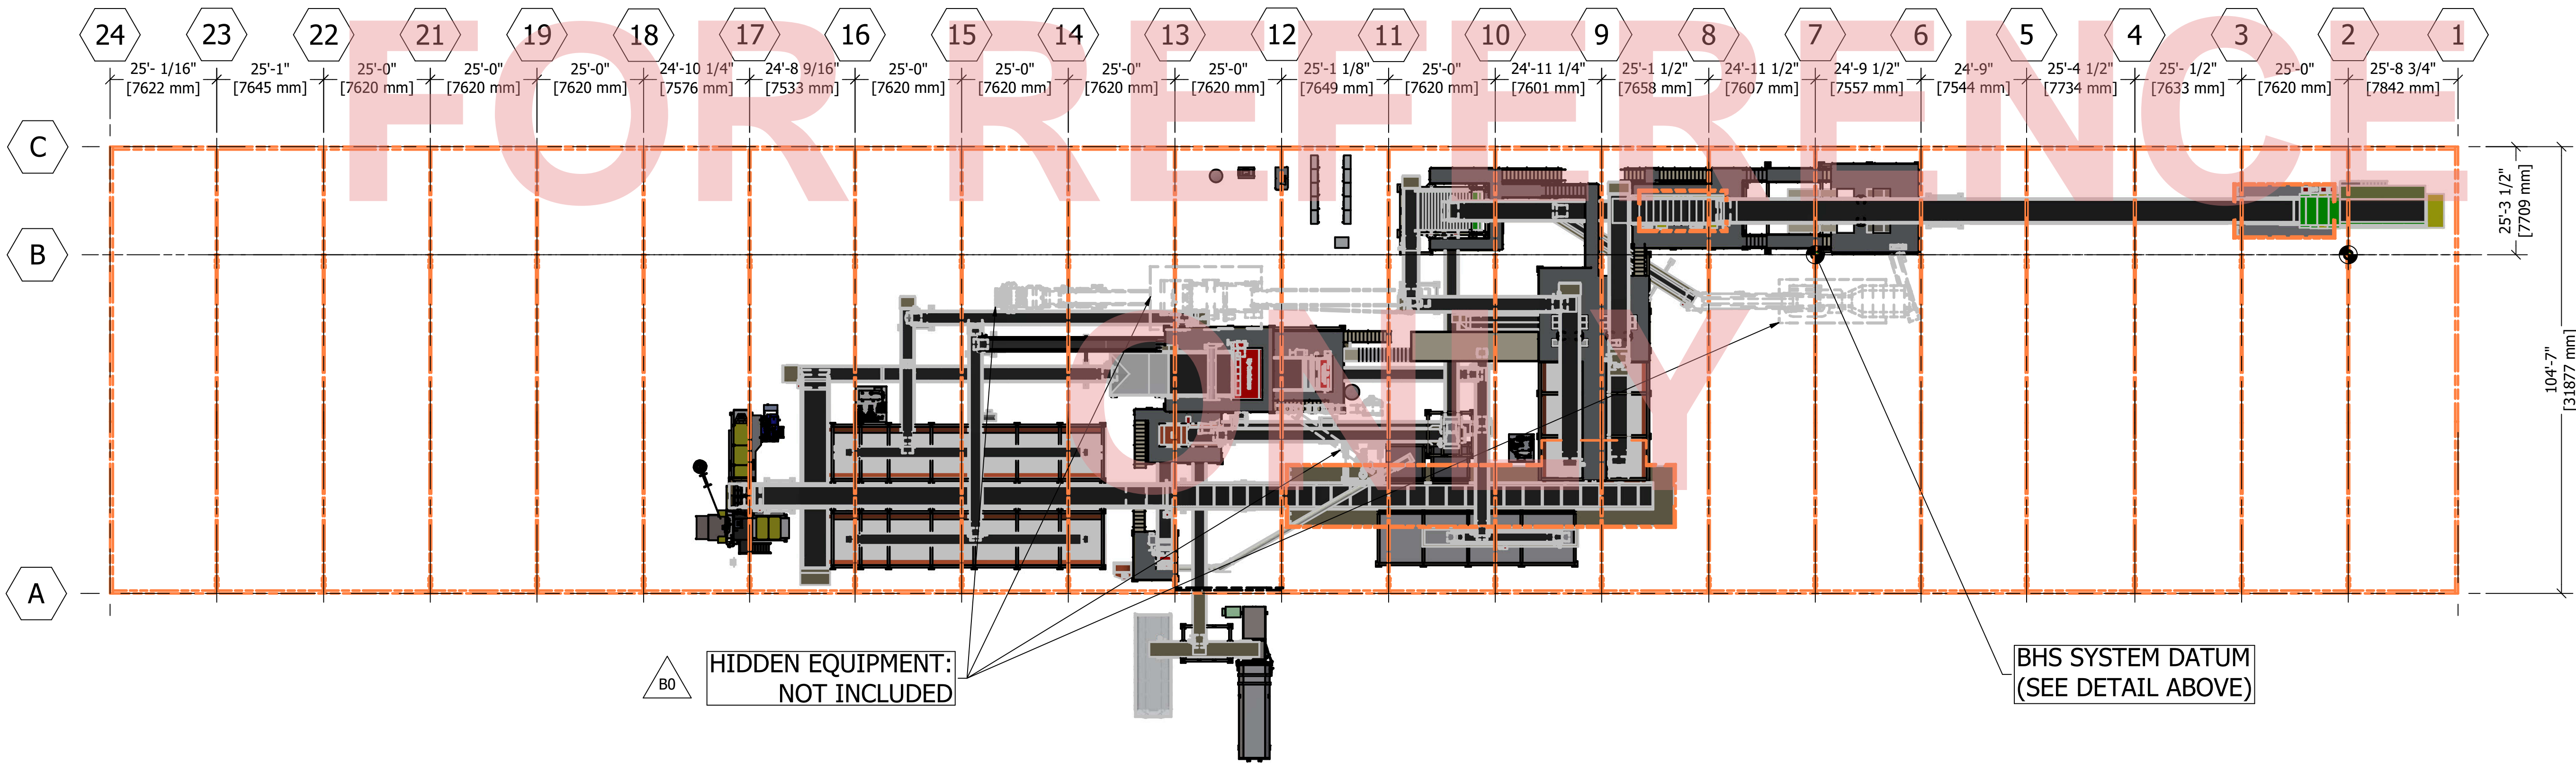 24 23 22 21 19 18 17 16 15 14 13 12 11 10 9 8 7 6 5 4 3 2 1
25'- 1/16" 25'-1" 25'-0" 25'-0" 25'-0" 24'-10 1/4" 24'-8 9/16" 25'-0" 25'-0" 25'-0" 25'-0" 25'-1 1/8" 25'-0" 24'-11 1/4" 25'-1 1/2" 24'-11 1/2" 24'-9 1/2" 24'-9" 25'-4 1/2" 25'- 1/2" 25'-0" 25'-8 3/4"
[7622 mm] [7645 mm] [7620 mm] [7620 mm] [7620 mm] [7576 mm] [7533 mm] [7620 mm] [7620 mm] [7620 mm] [7620 mm] [7649 mm] [7620 mm] [7601 mm] [7658 mm] [7607 mm] [7557 mm] [7544 mm] [7734 mm] [7633 mm] [7620 mm] [7842 mm]
FOR REFERENCE
ONLY
C
B
A
25'-3 1/2"
[7709 mm]
104'-7"
[31877 mm]
B0
HIDDEN EQUIPMENT:
NOT INCLUDED
BHS SYSTEM DATUM
(SEE DETAIL ABOVE)